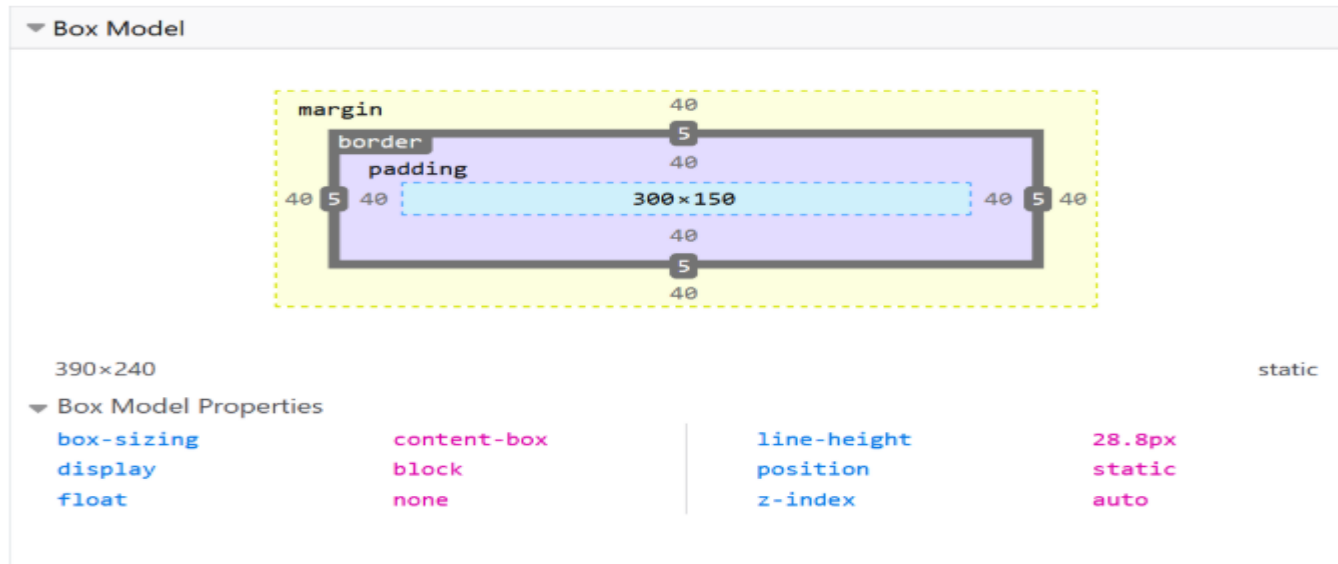 Box Model
margin 40
5
border
padding 40
40 5 40 300×150 40 5 40
40
5
40
390×240 static
Box Model Properties
box-sizing content-box line-height 28.8px
display block position static
float none z-index auto